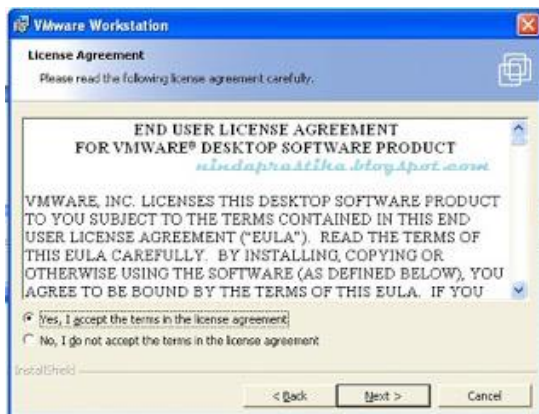 VMware Workstation
License Agreement
Please read the following license agreement carefully.
END USER LICENSE AGREEMENT
FOR VMWARE® DESKTOP SOFTWARE PRODUCT
nindaprastika.blogspot.com
VMWARE, INC. LICENSES THIS DESKTOP SOFTWARE PRODUCT
TO YOU SUBJECT TO THE TERMS CONTAINED IN THIS END
USER LICENSE AGREEMENT ("EULA"). READ THE TERMS OF
THIS EULA CAREFULLY. BY INSTALLING, COPYING OR
OTHERWISE USING THE SOFTWARE (AS DEFINED BELOW), YOU
AGREE TO BE BOUND BY THE TERMS OF THIS EULA. IF YOU
Yes, I accept the terms in the license agreement
No, I do not accept the terms in the license agreement
InstallShield
< Back Next > Cancel